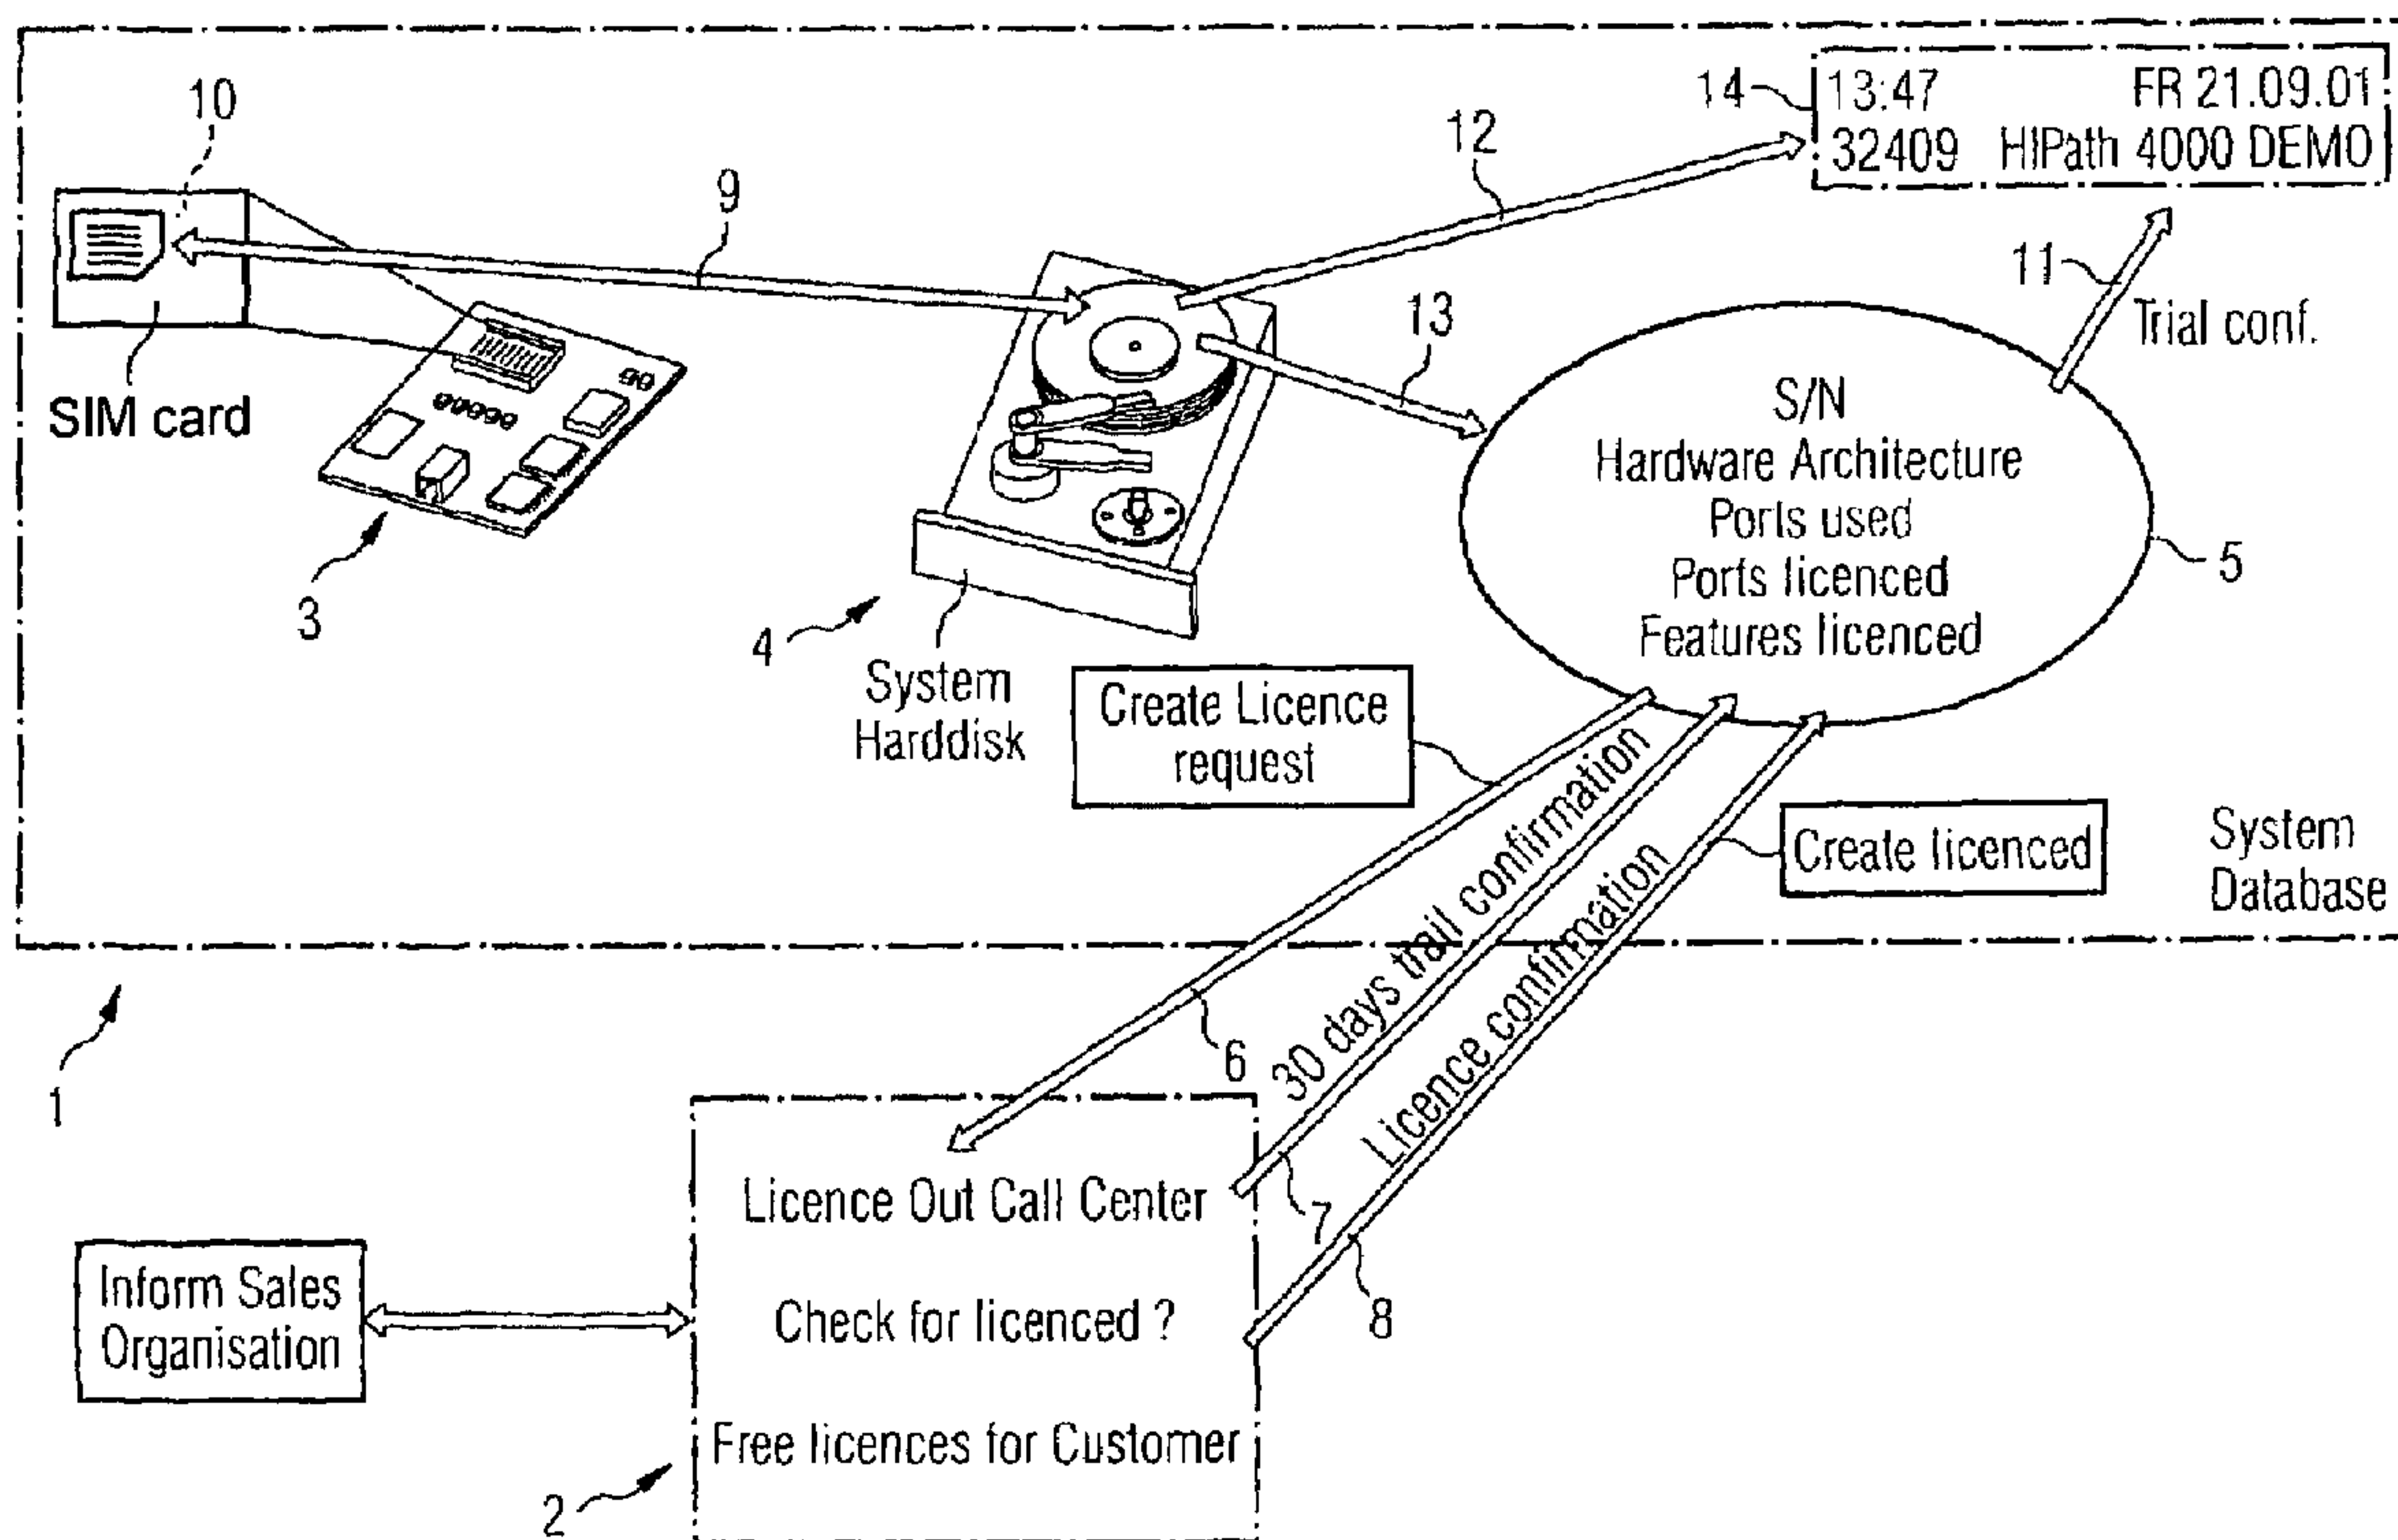 10
14
13:47 FR 21.09.01
32409 HIPath 4000 DEMO
12
9
11
Trial conf.
13
SIM card
S/N
Hardware Architecture
Ports used
Ports licenced
Features licenced
5
3
4
System
Harddisk
Create Licence
request
30 days trail confirmation
Licence confirmation
Create licenced
System
Database
1
6
7
8
Licence Out Call Center
Check for licenced ?
Free licences for Customer
Inform Sales
Organisation
2